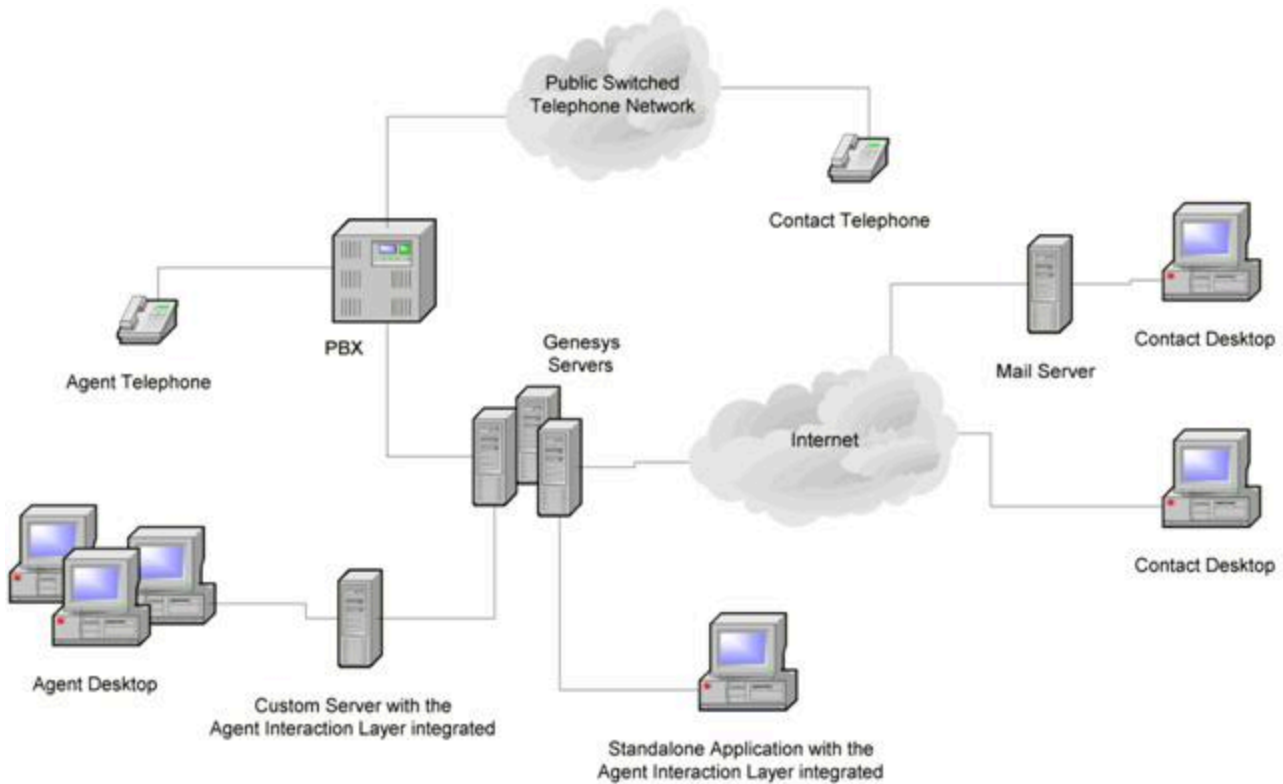 Public Switched
Telephone Network
Contact Telephone
PBX
Agent Telephone
Genesys
Servers
Mail Server
Contact Desktop
Internet
Contact Desktop
Agent Desktop
Custom Server with the
Agent Interaction Layer integrated
Standalone Application with the
Agent Interaction Layer integrated